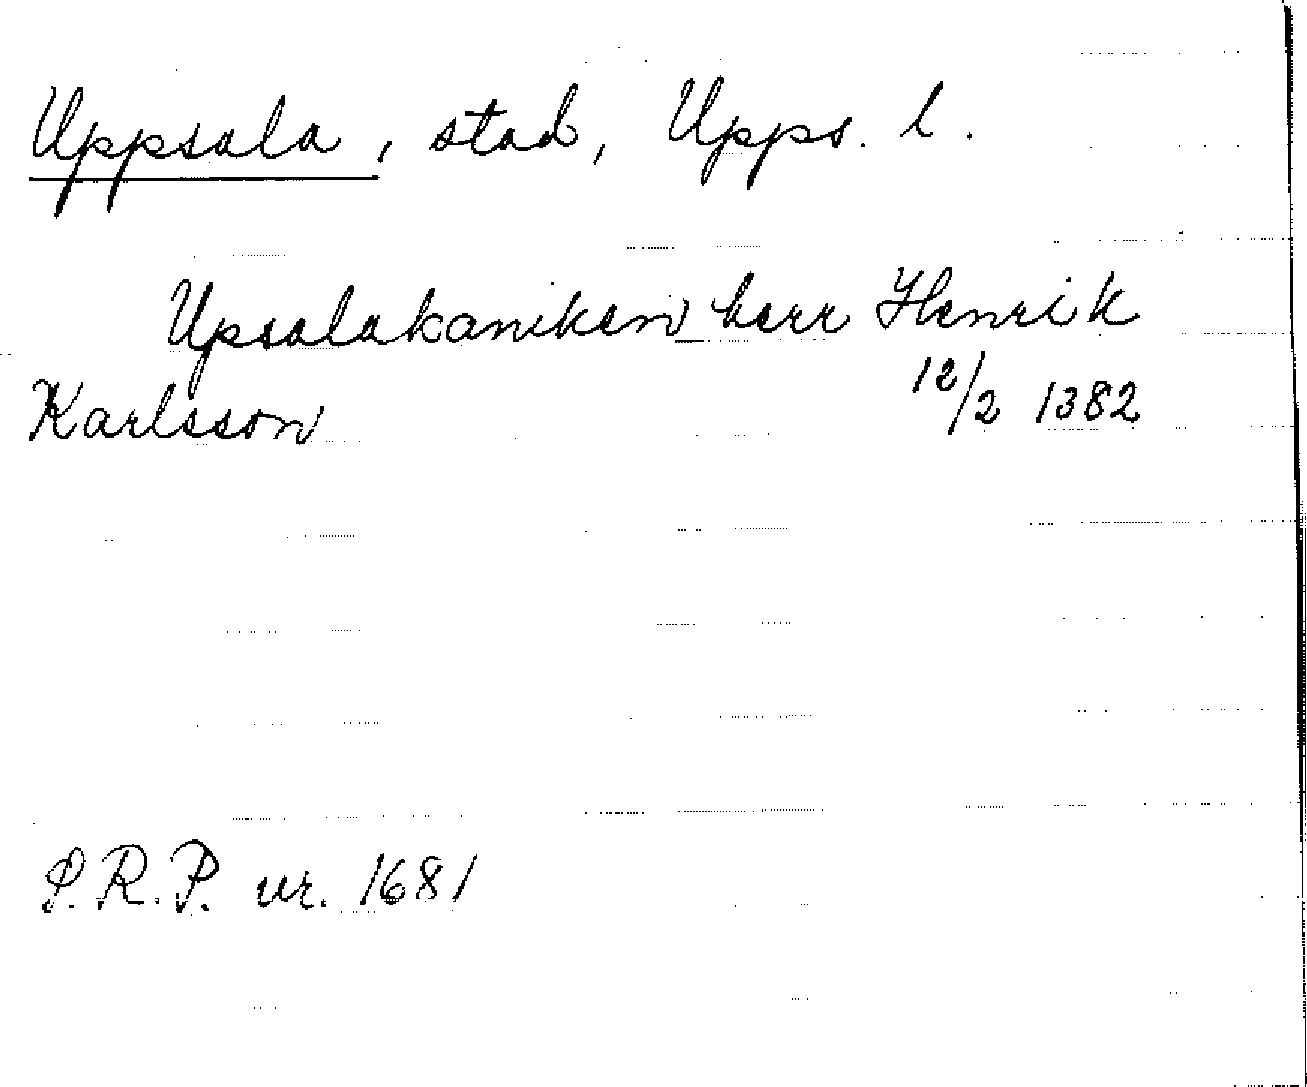 Uppsala, stad, Upps. l.
Upsalakaniken herr Henrik
Karlsson 12/2 1382
S.R.P. nr. 1681